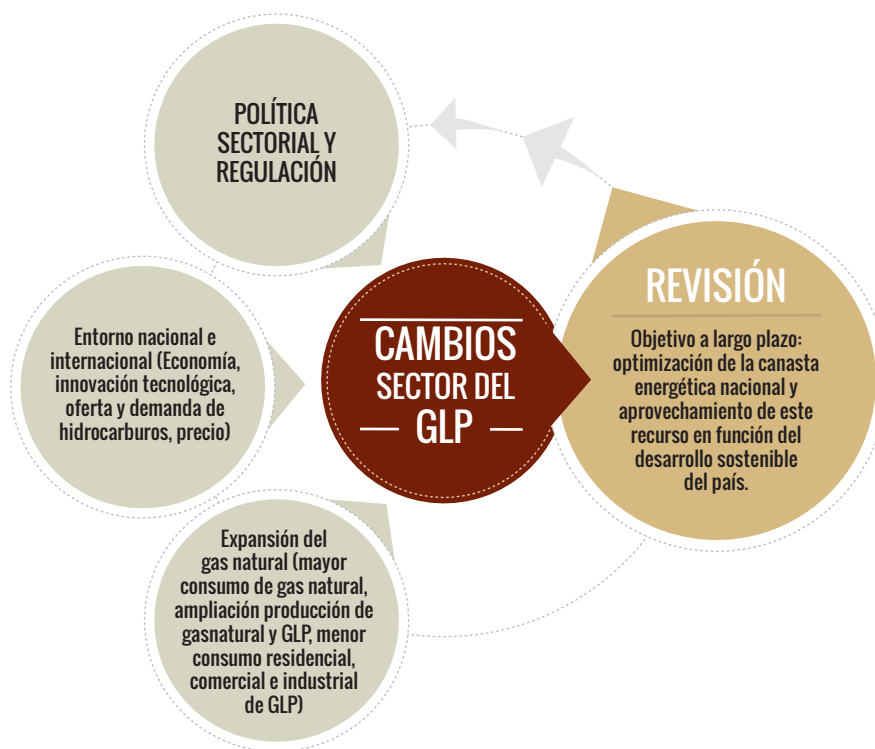 POLÍTICA
SECTORIAL Y
REGULACIÓN
Entorno nacional e
internacional (Economía,
innovación tecnológica,
oferta y demanda de
hidrocarburos, precio)
Expansión del
gas natural (mayor
consumo de gas natural,
ampliación producción de
gasnatural y GLP, menor
consumo residencial,
comercial e industrial
de GLP)
CAMBIOS
SECTOR DEL
GLP
REVISIÓN
Objetivo a largo plazo:
optimización de la canasta
energética nacional y
aprovechamiento de este
recurso en función del
desarrollo sostenible
del país.